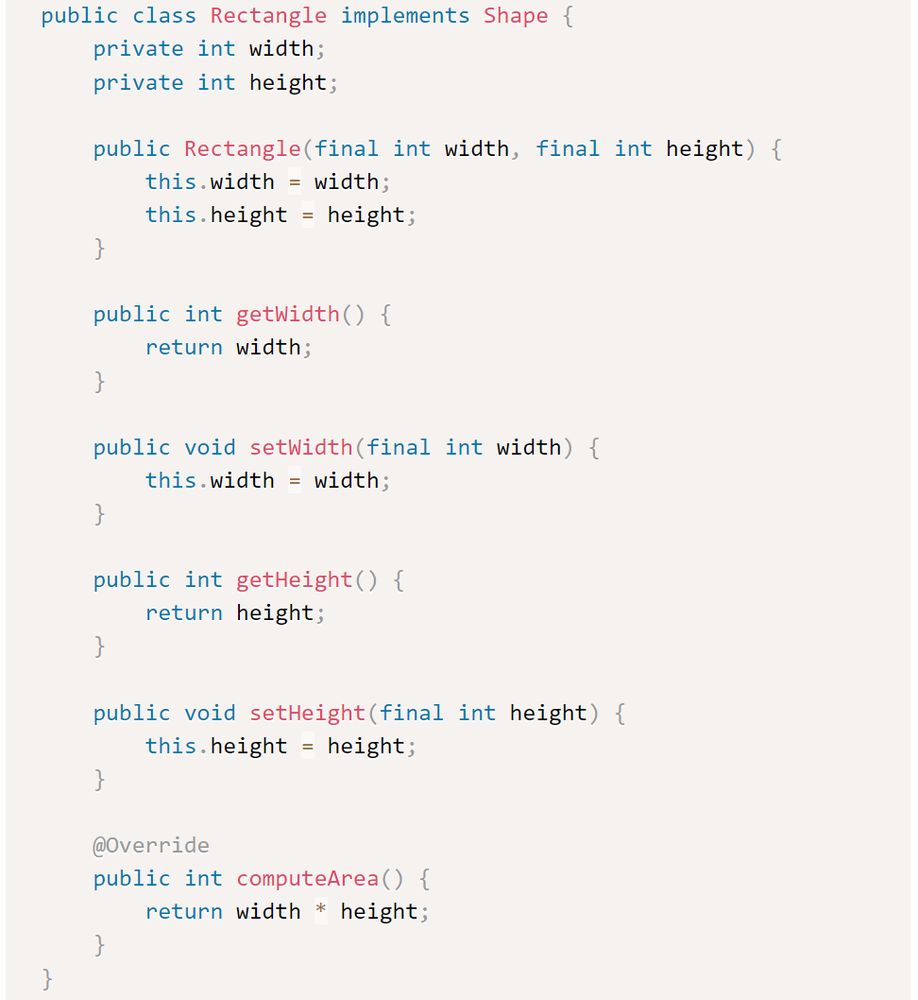 public class Rectangle implements Shape {
    private int width;
    private int height;

    public Rectangle(final int width, final int height) {
        this.width = width;
        this.height = height;
    }

    public int getWidth() {
        return width;
    }

    public void setWidth(final int width) {
        this.width = width;
    }

    public int getHeight() {
        return height;
    }

    public void setHeight(final int height) {
        this.height = height;
    }

    @Override
    public int computeArea() {
        return width * height;
    }
}